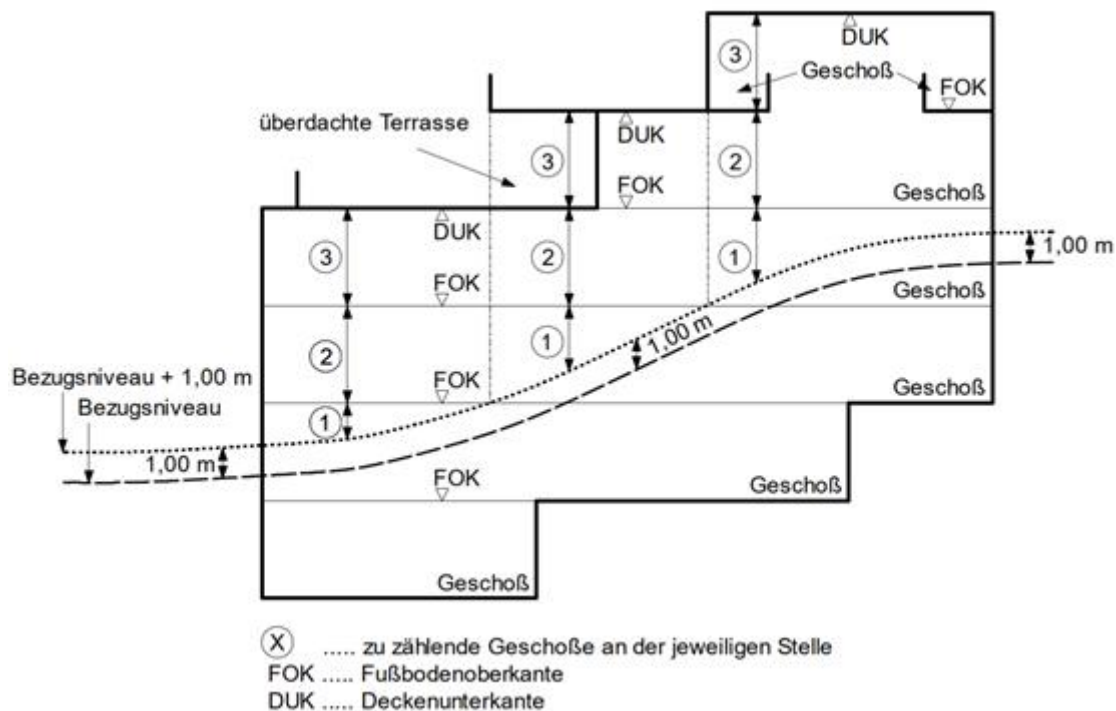 3
DUK
Geschoß
FOK
überdachte Terrasse
3
DUK
2
FOK
Geschoß
3
DUK
2
1
1,00 m
FOK
Geschoß
2
1
1,00 m
Bezugsniveau + 1,00 m
FOK
Geschoß
Bezugsniveau
1
1,00 m
FOK
Geschoß
Geschoß
X ..... zu zählende Geschoße an der jeweiligen Stelle
FOK ..... Fußbodenoberkante
DUK ..... Deckenunterkante